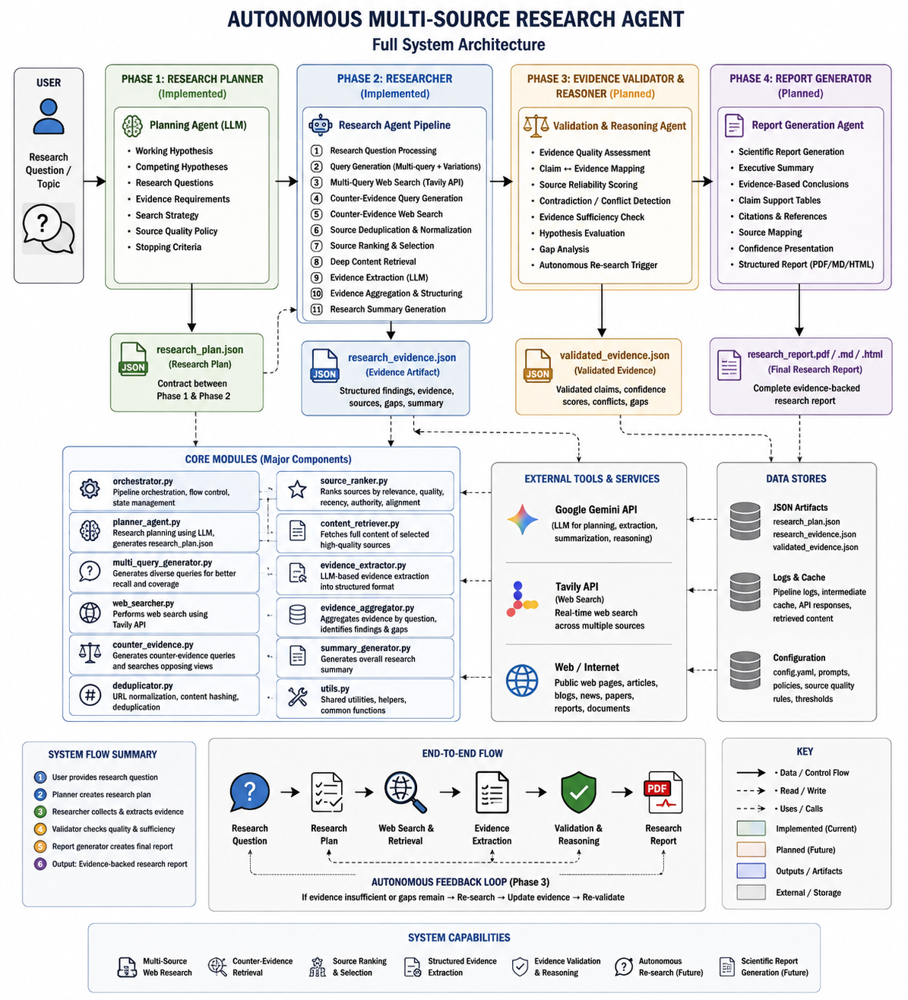 AUTONOMOUS MULTI-SOURCE RESEARCH AGENT
Full System Architecture
USER
Research
Question /
Topic
?
PHASE 1: RESEARCH PLANNER
(Implemented)
Planning Agent (LLM)
• Working Hypothesis
• Competing Hypotheses
• Research Questions
• Evidence Requirements
• Search Strategy
• Source Quality Policy
• Stopping Criteria
PHASE 2: RESEARCHER
(Implemented)
Research Agent Pipeline
1 Research Question Processing
2 Query Generation (Multi-query + Variations)
3 Multi-Query Web Search (Tavily API)
4 Counter-Evidence Query Generation
5 Counter-Evidence Web Search
6 Source Deduplication & Normalization
7 Source Ranking & Selection
8 Deep Content Retrieval
9 Evidence Extraction (LLM)
10 Evidence Aggregation & Structuring
11 Research Summary Generation
PHASE 3: EVIDENCE VALIDATOR &
REASONER (Planned)
Validation & Reasoning Agent
• Evidence Quality Assessment
• Claim ↔ Evidence Mapping
• Source Reliability Scoring
• Contradiction / Conflict Detection
• Evidence Sufficiency Check
• Hypothesis Evaluation
• Gap Analysis
• Autonomous Re-search Trigger
PHASE 4: REPORT GENERATOR
(Planned)
Report Generation Agent
• Scientific Report Generation
• Executive Summary
• Evidence-Based Conclusions
• Claim Support Tables
• Citations & References
• Source Mapping
• Confidence Presentation
• Structured Report (PDF/MD/HTML)
JSON
research_plan.json
(Research Plan)
Contract between
Phase 1 & Phase 2
JSON
research_evidence.json
(Evidence Artifact)
Structured findings, evidence,
sources, gaps, summary
JSON
validated_evidence.json
(Validated Evidence)
Validated claims, confidence
scores, conflicts, gaps
research_report.pdf / .md / .html
(Final Research Report)
Complete evidence-backed
research report
CORE MODULES (Major Components)
orchestrator.py
Pipeline orchestration, flow control,
state management
planner_agent.py
Research planning using LLM,
generates research_plan.json
?
multi_query_generator.py
Generates diverse queries for better
recall and coverage
web_searcher.py
Performs web search using
Tavily API
counter_evidence.py
Generates counter-evidence queries
and searches opposing views
#
deduplicator.py
URL normalization, content hashing,
deduplication
source_ranker.py
Ranks sources by relevance, quality,
recency, authority, alignment
content_retriever.py
Fetches full content of selected
high-quality sources
evidence_extractor.py
LLM-based evidence extraction
into structured format
evidence_aggregator.py
Aggregates evidence by question,
identifies findings & gaps
summary_generator.py
Generates overall research
summary
utils.py
Shared utilities, helpers,
common functions
EXTERNAL TOOLS & SERVICES
Google Gemini API
(LLM for planning, extraction,
summarization, reasoning)
Tavily API
(Web Search)
Real-time web search
across multiple sources
Web / Internet
Public web pages, articles,
blogs, news, papers,
reports, documents
DATA STORES
JSON Artifacts
research_plan.json
research_evidence.json
validated_evidence.json
Logs & Cache
Pipeline logs, intermediate
cache, API responses,
retrieved content
Configuration
config.yaml, prompts,
policies, source quality
rules, thresholds
SYSTEM FLOW SUMMARY
1 User provides research question
2 Planner creates research plan
3 Researcher collects & extracts evidence
4 Validator checks quality & sufficiency
5 Report generator creates final report
6 Output: Evidence-backed research report
END-TO-END FLOW
?
Research
Question
Research
Plan
Web Search &
Retrieval
Evidence
Extraction
Validation &
Reasoning
PDF
Research
Report
AUTONOMOUS FEEDBACK LOOP (Phase 3)
If evidence insufficient or gaps remain → Re-search → Update evidence → Re-validate
KEY
• Data / Control Flow
• Read / Write
• Uses / Calls
Implemented (Current)
Planned (Future)
Outputs / Artifacts
External / Storage
SYSTEM CAPABILITIES
Multi-Source
Web Research
Counter-Evidence
Retrieval
Source Ranking
& Selection
Structured Evidence
Extraction
Evidence Validation
& Reasoning
?
Autonomous
Re-search (Future)
Scientific Report
Generation (Future)